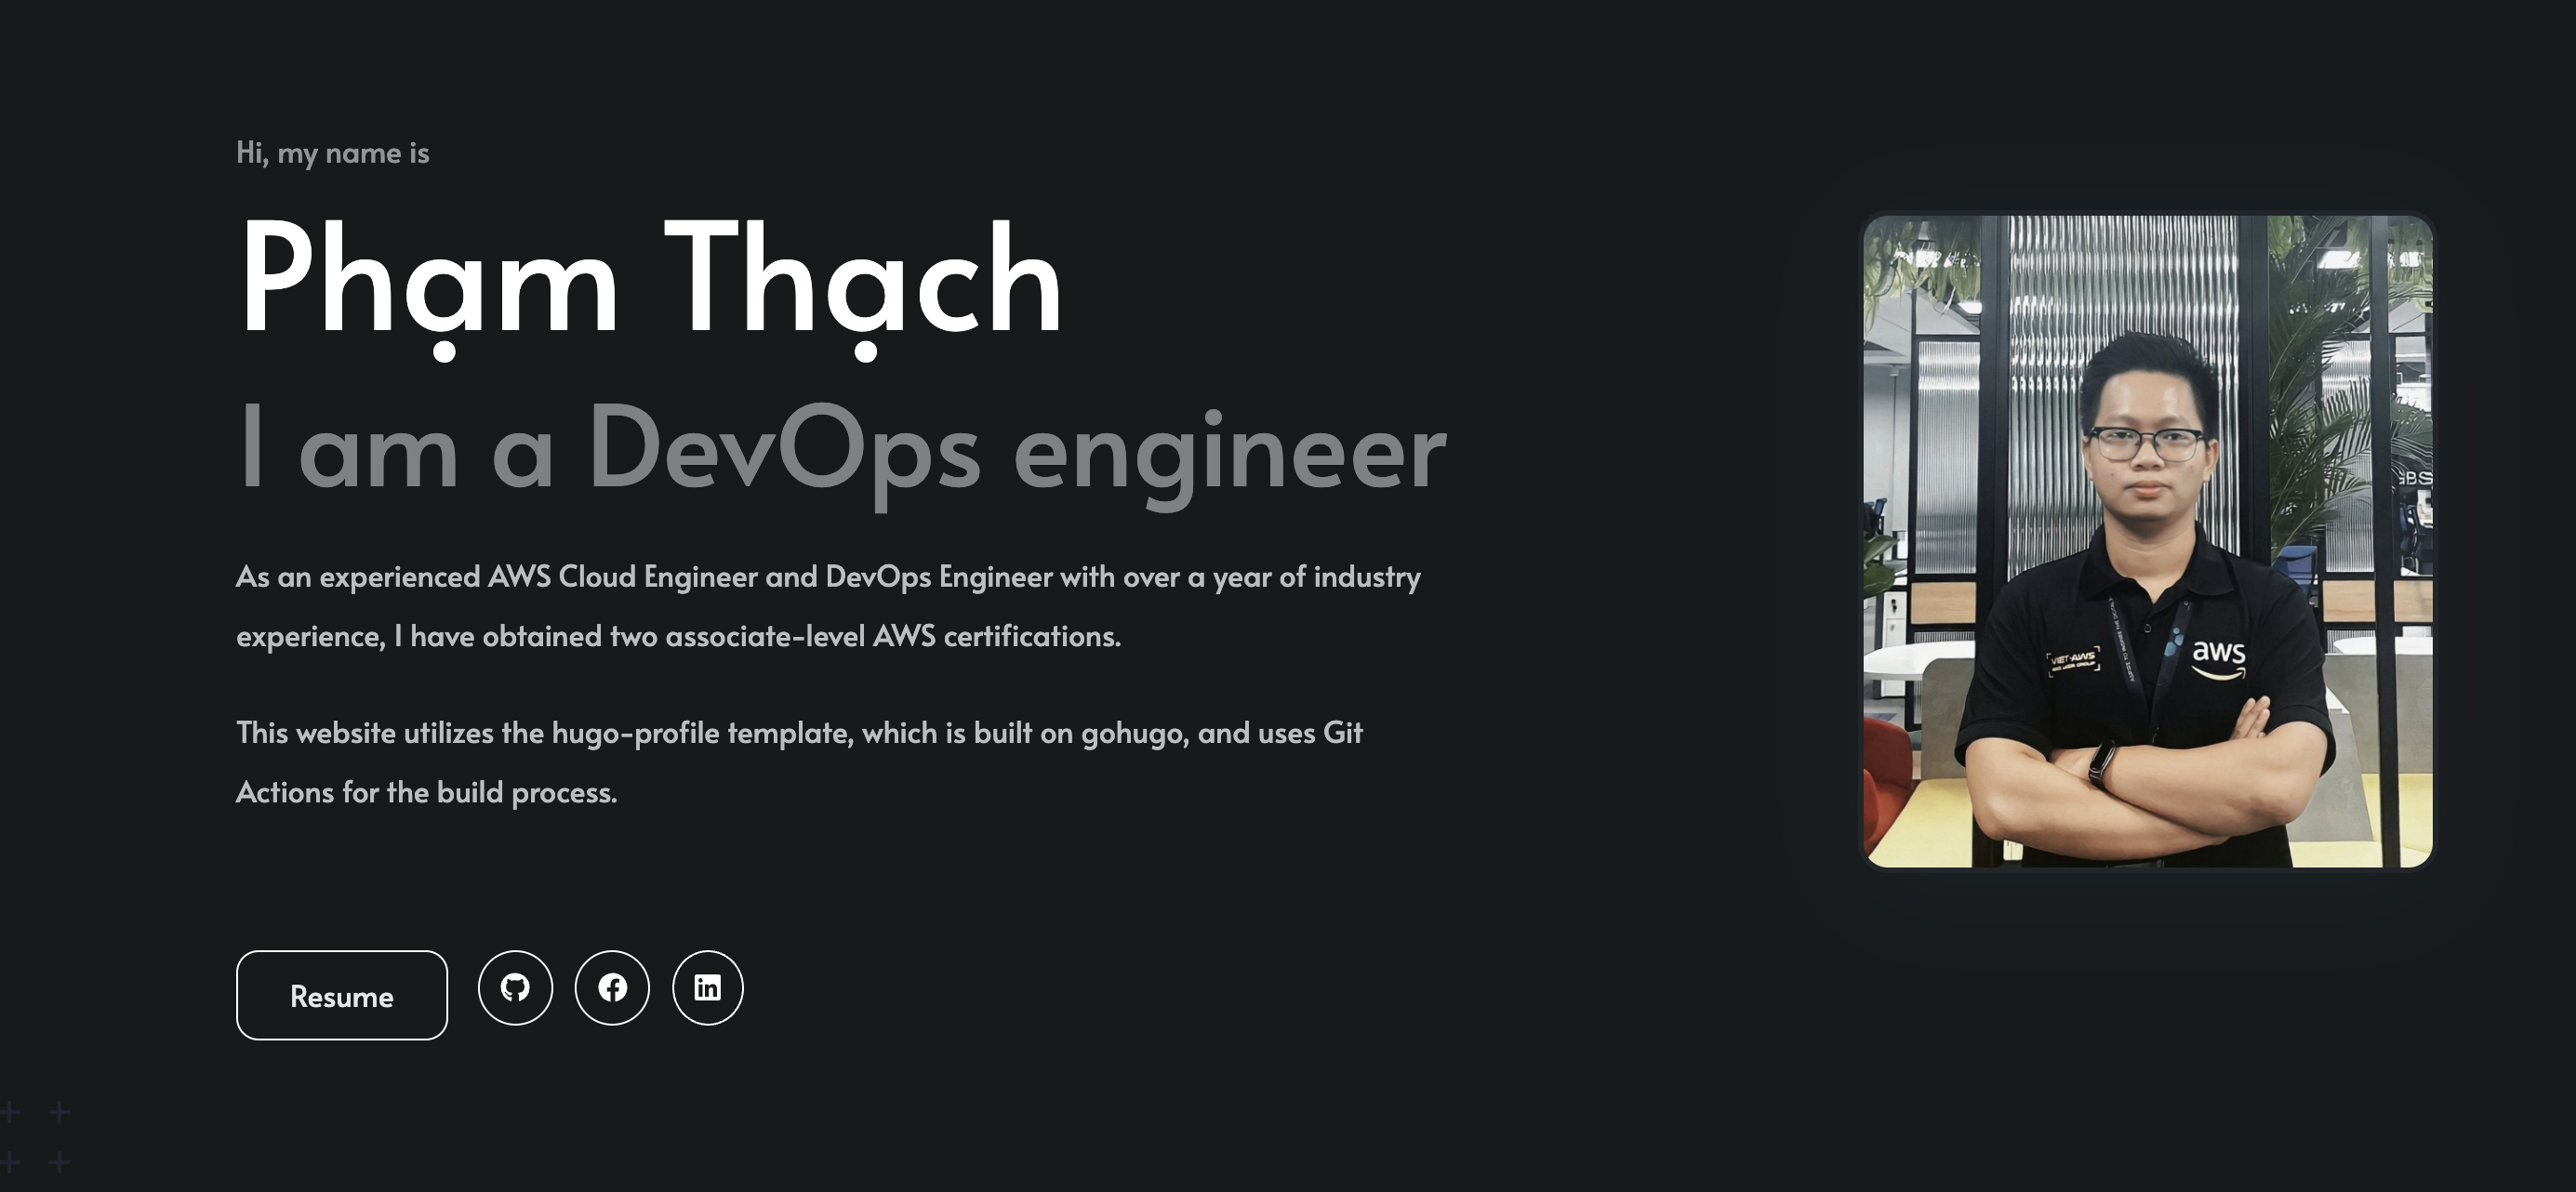 Hi, my name is
Phạm Thạch
I am a DevOps engineer
As an experienced AWS Cloud Engineer and DevOps Engineer with over a year of industry
experience, I have obtained two associate-level AWS certifications.
This website utilizes the hugo-profile template, which is built on gohugo, and uses Git
Actions for the build process.
Resume
VIET-AWS
aws